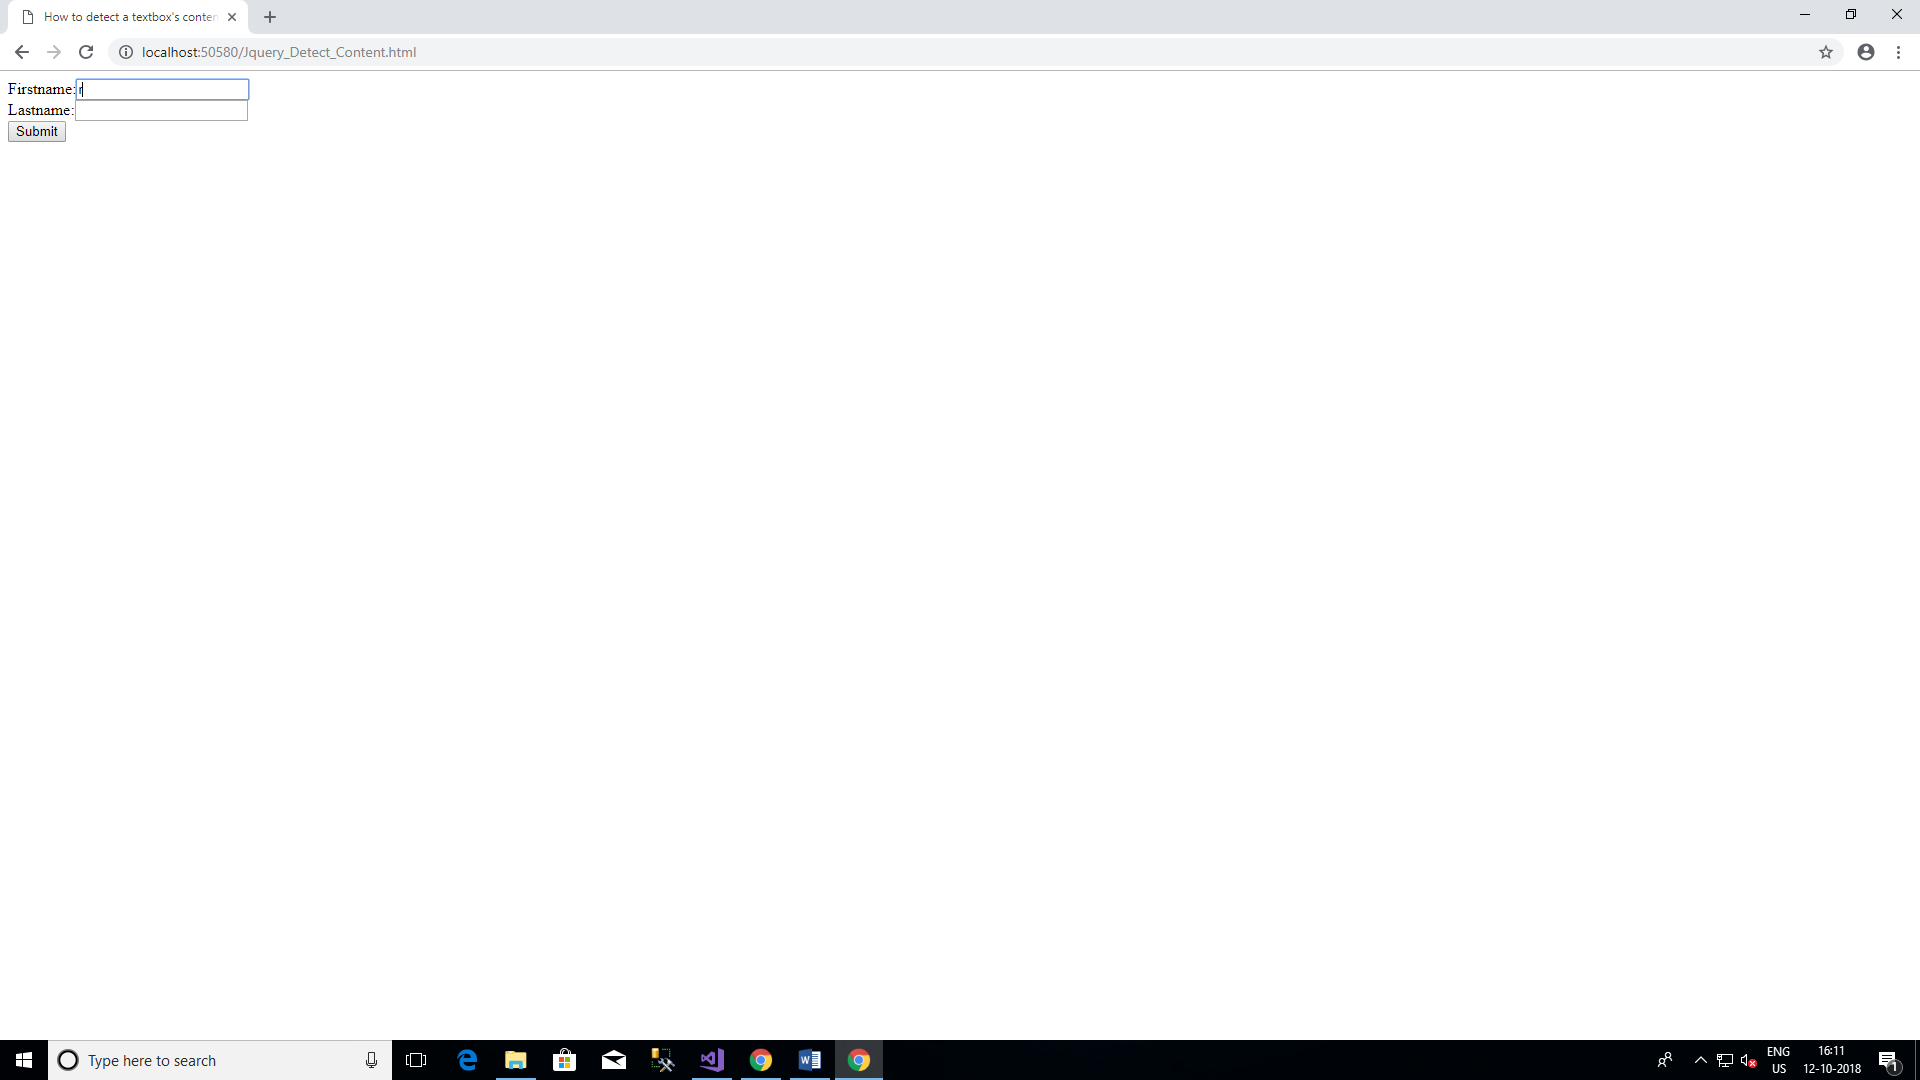 How to detect a textbox's conten
localhost:50580/Jquery_Detect_Content.html
Firstname: r
Lastname:
Submit
Type here to search
ENG
US
16:11
12-10-2018
1